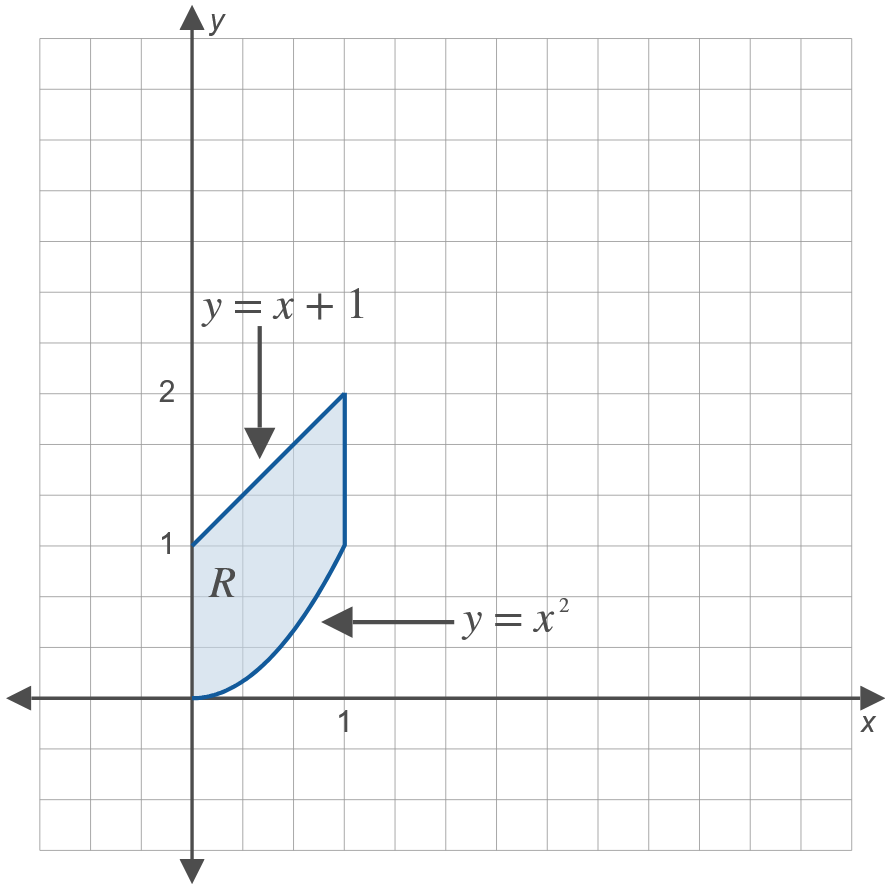 y
y = x + 1
2
1
R
y = x²
1
x